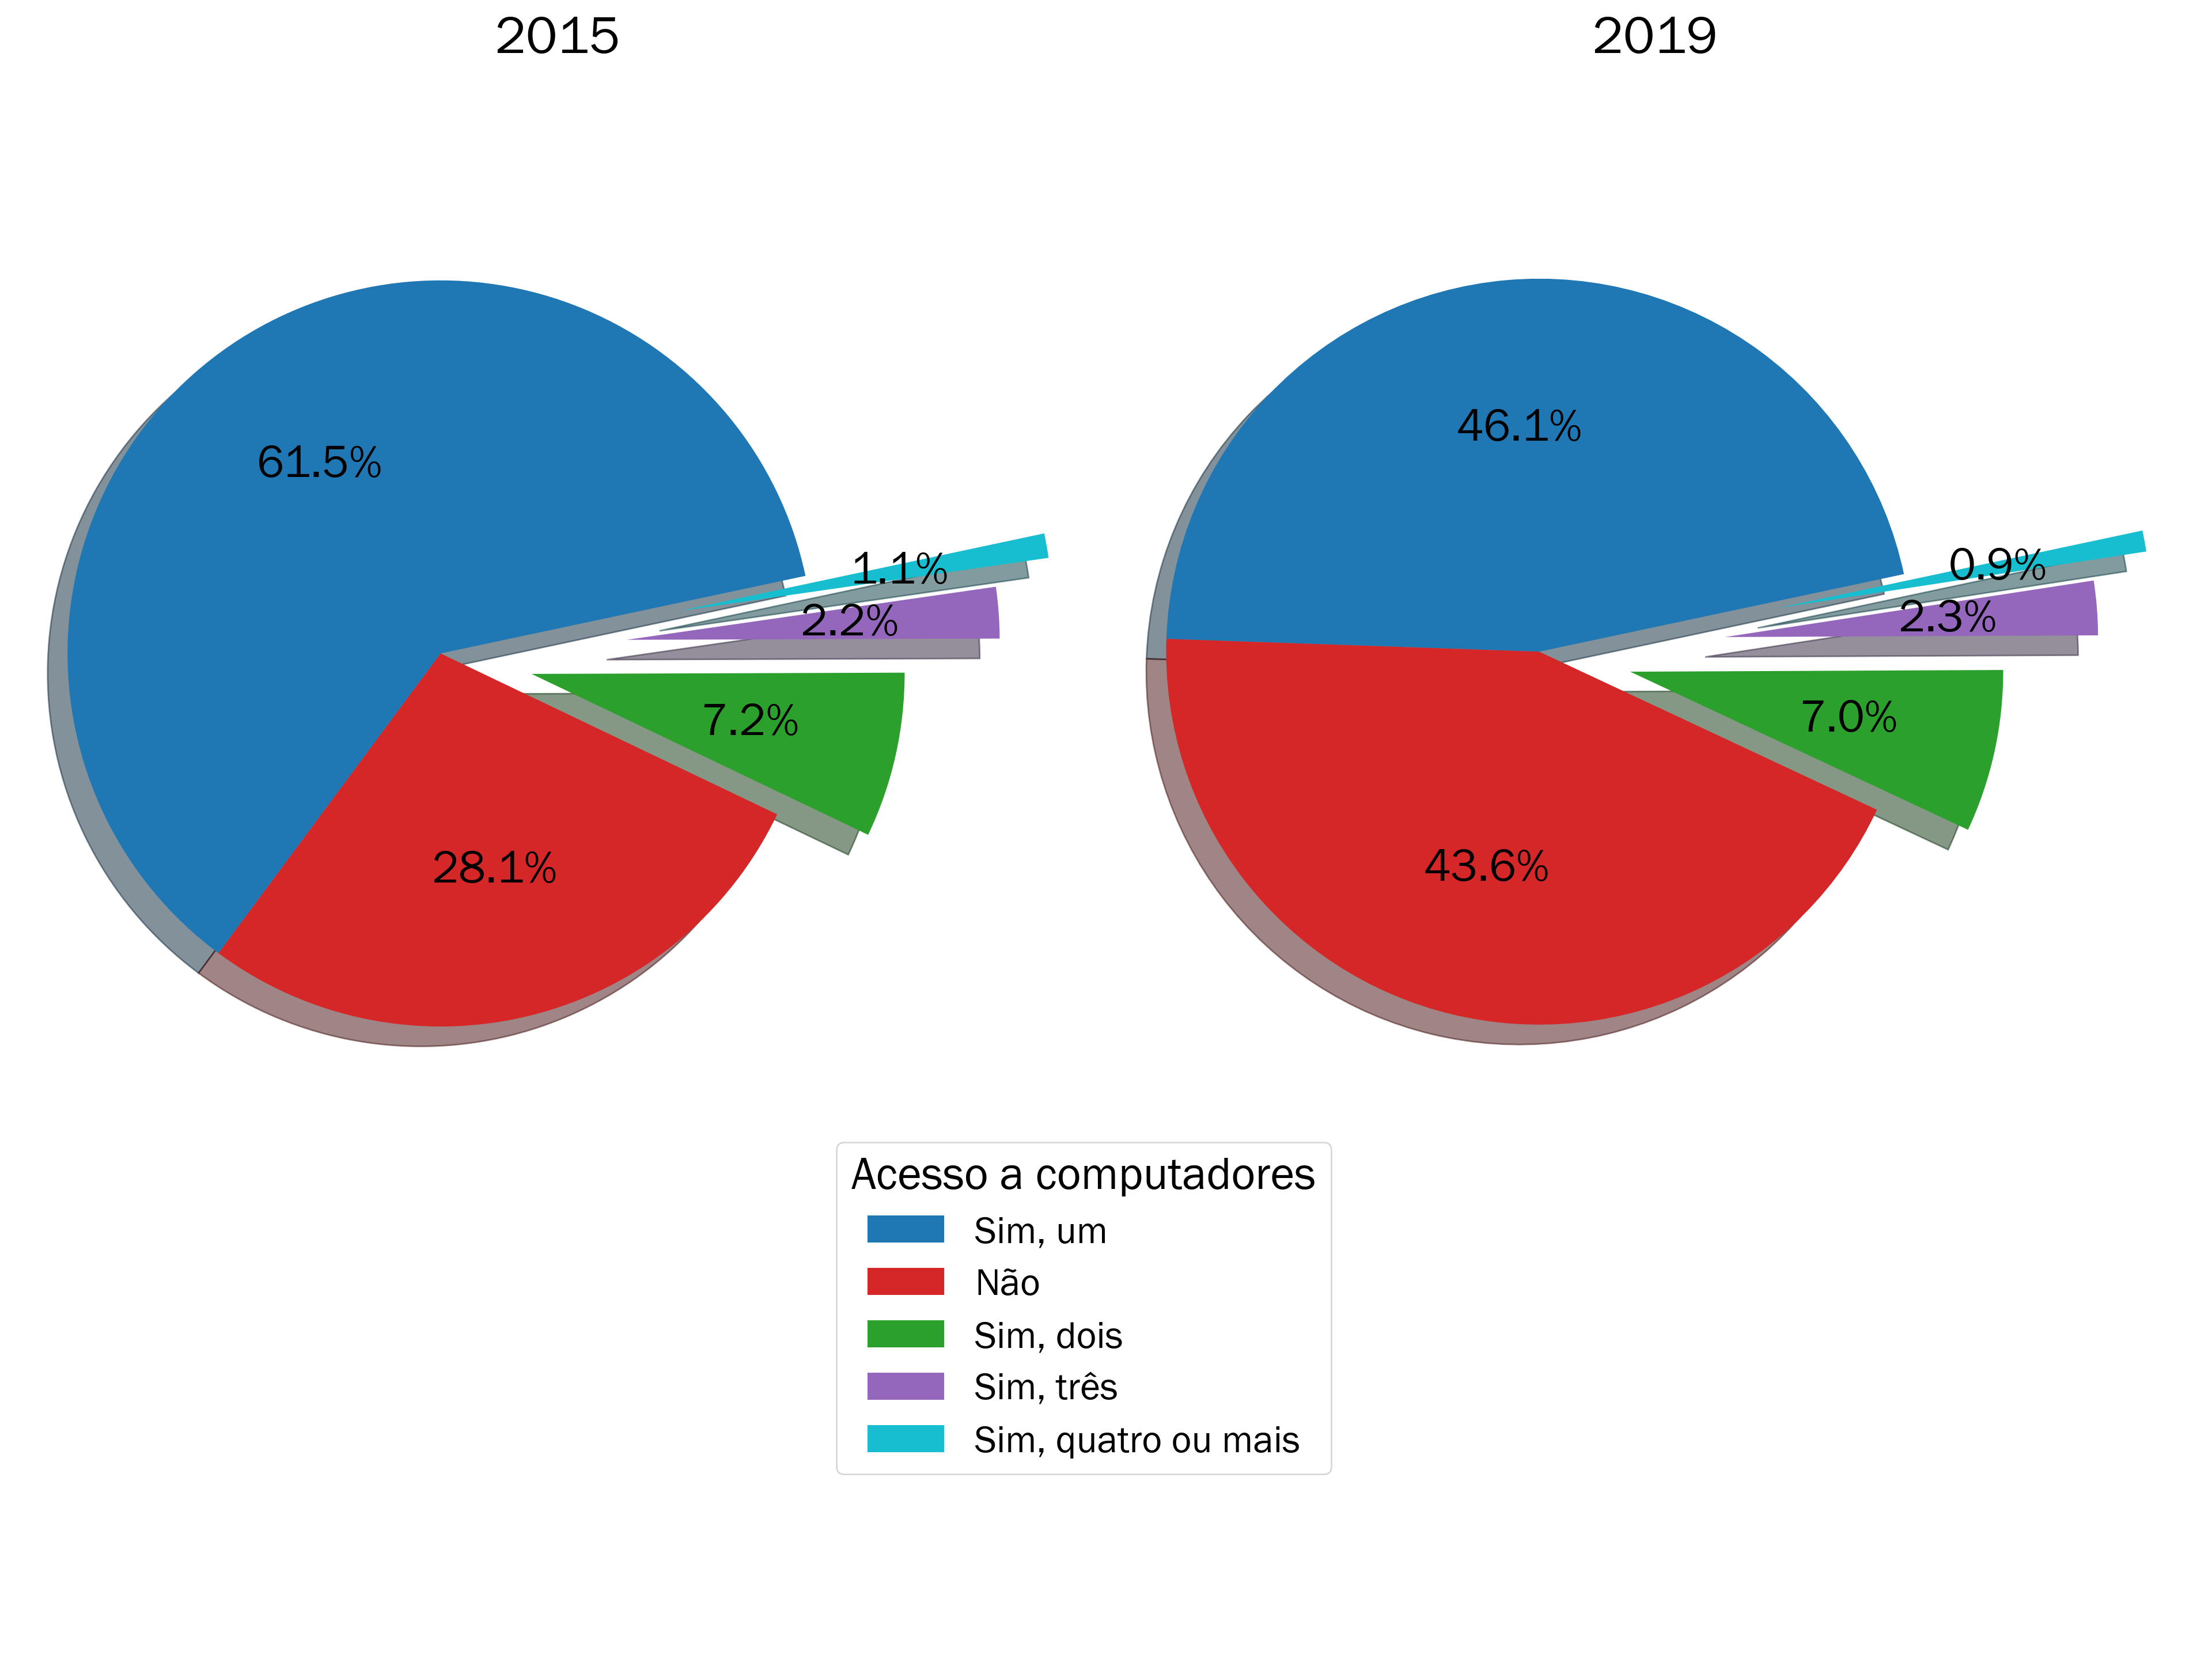 2015
2019
61.5%
1.1%
2.2%
7.2%
28.1%
46.1%
0.9%
2.3%
7.0%
43.6%
Acesso a computadores
Sim, um
Não
Sim, dois
Sim, três
Sim, quatro ou mais